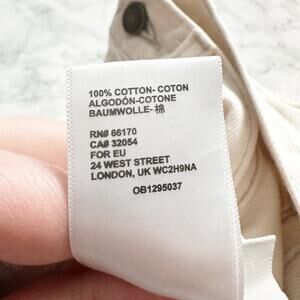 100% COTTON- COTON
ALGODÓN-COTONE
BAUMWOLLE- 棉
RN# 66170
CA# 32054
FOR EU
24 WEST STREET
LONDON, UK WC2H9NA
OB1295037